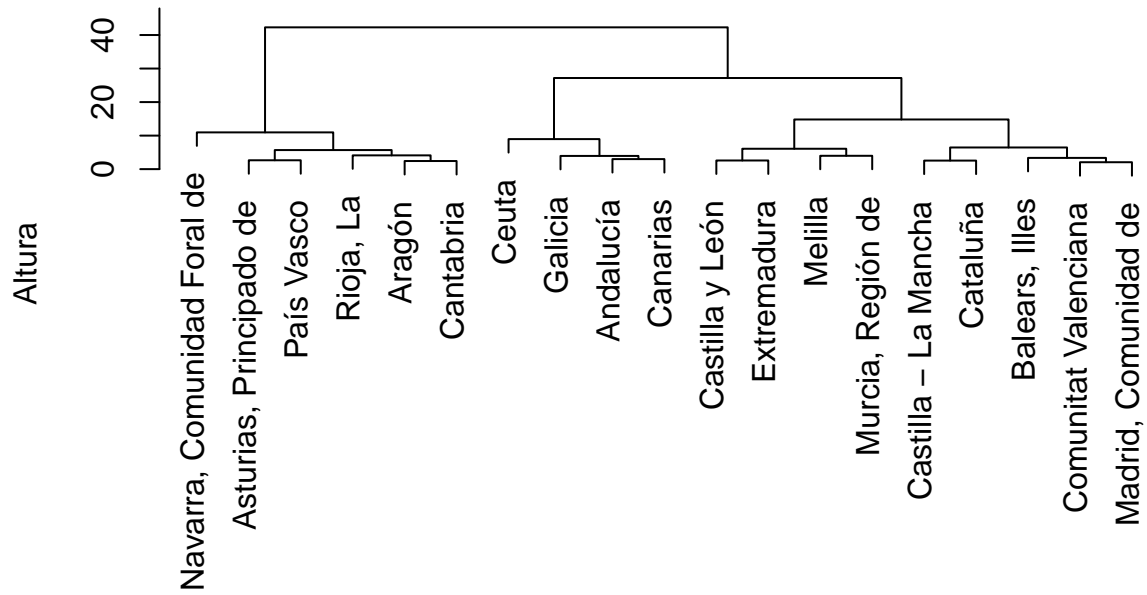 Altura
40
20
0
Navarra, Comunidad Foral de
Asturias, Principado de
País Vasco
Rioja, La
Aragón
Cantabria
Ceuta
Galicia
Andalucía
Canarias
Castilla y León
Extremadura
Melilla
Murcia, Región de
Castilla − La Mancha
Cataluña
Balears, Illes
Comunitat Valenciana
Madrid, Comunidad de